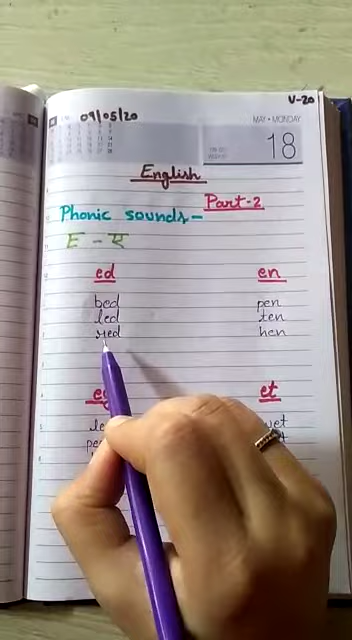 V-20
09/05/20
MAY • MONDAY
18
English
Part-2
Phonic sounds-
E - ए
ed en
bed pen
led ten
red hen
et